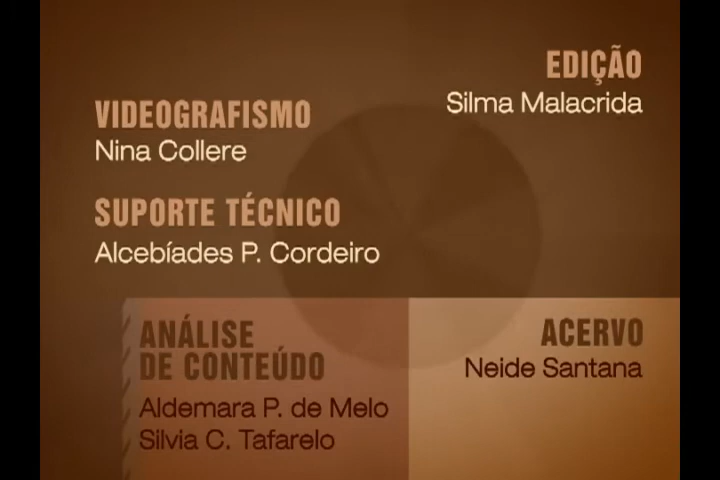 EDIÇÃO
Silma Malacrida
VIDEOGRAFISMO
Nina Collere
SUPORTE TÉCNICO
Alcebíades P. Cordeiro
ANÁLISE
DE CONTEÚDO
Aldemara P. de Melo
Silvia C. Tafarelo
ACERVO
Neide Santana